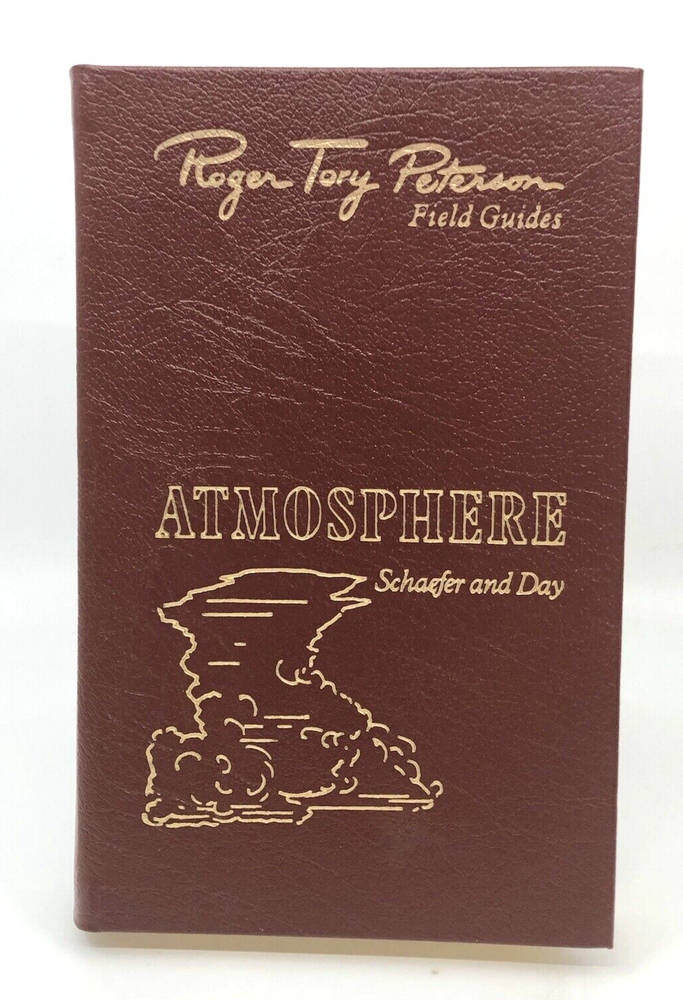 Roger Tory Peterson
Field Guides
ATMOSPHERE
Schaefer and Day